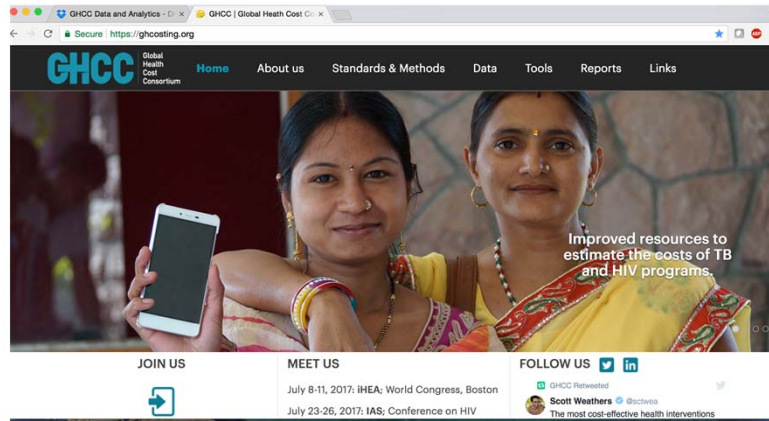 GHCC Data and Analytics - D
GHCC | Global Heath Cost Co
Secure | https://ghcosting.org
ABP
GHCC
Global
Health
Cost
Consortium
Home About us Standards & Methods Data Tools Reports Links
Improved resources to
estimate the costs of TB
and HIV programs.
JOIN US
MEET US
July 8-11, 2017: iHEA; World Congress, Boston
July 23-26, 2017: IAS; Conference on HIV
FOLLOW US
in
GHCC Retweeted
Scott Weathers @sctwea
The most cost-effective health interventions